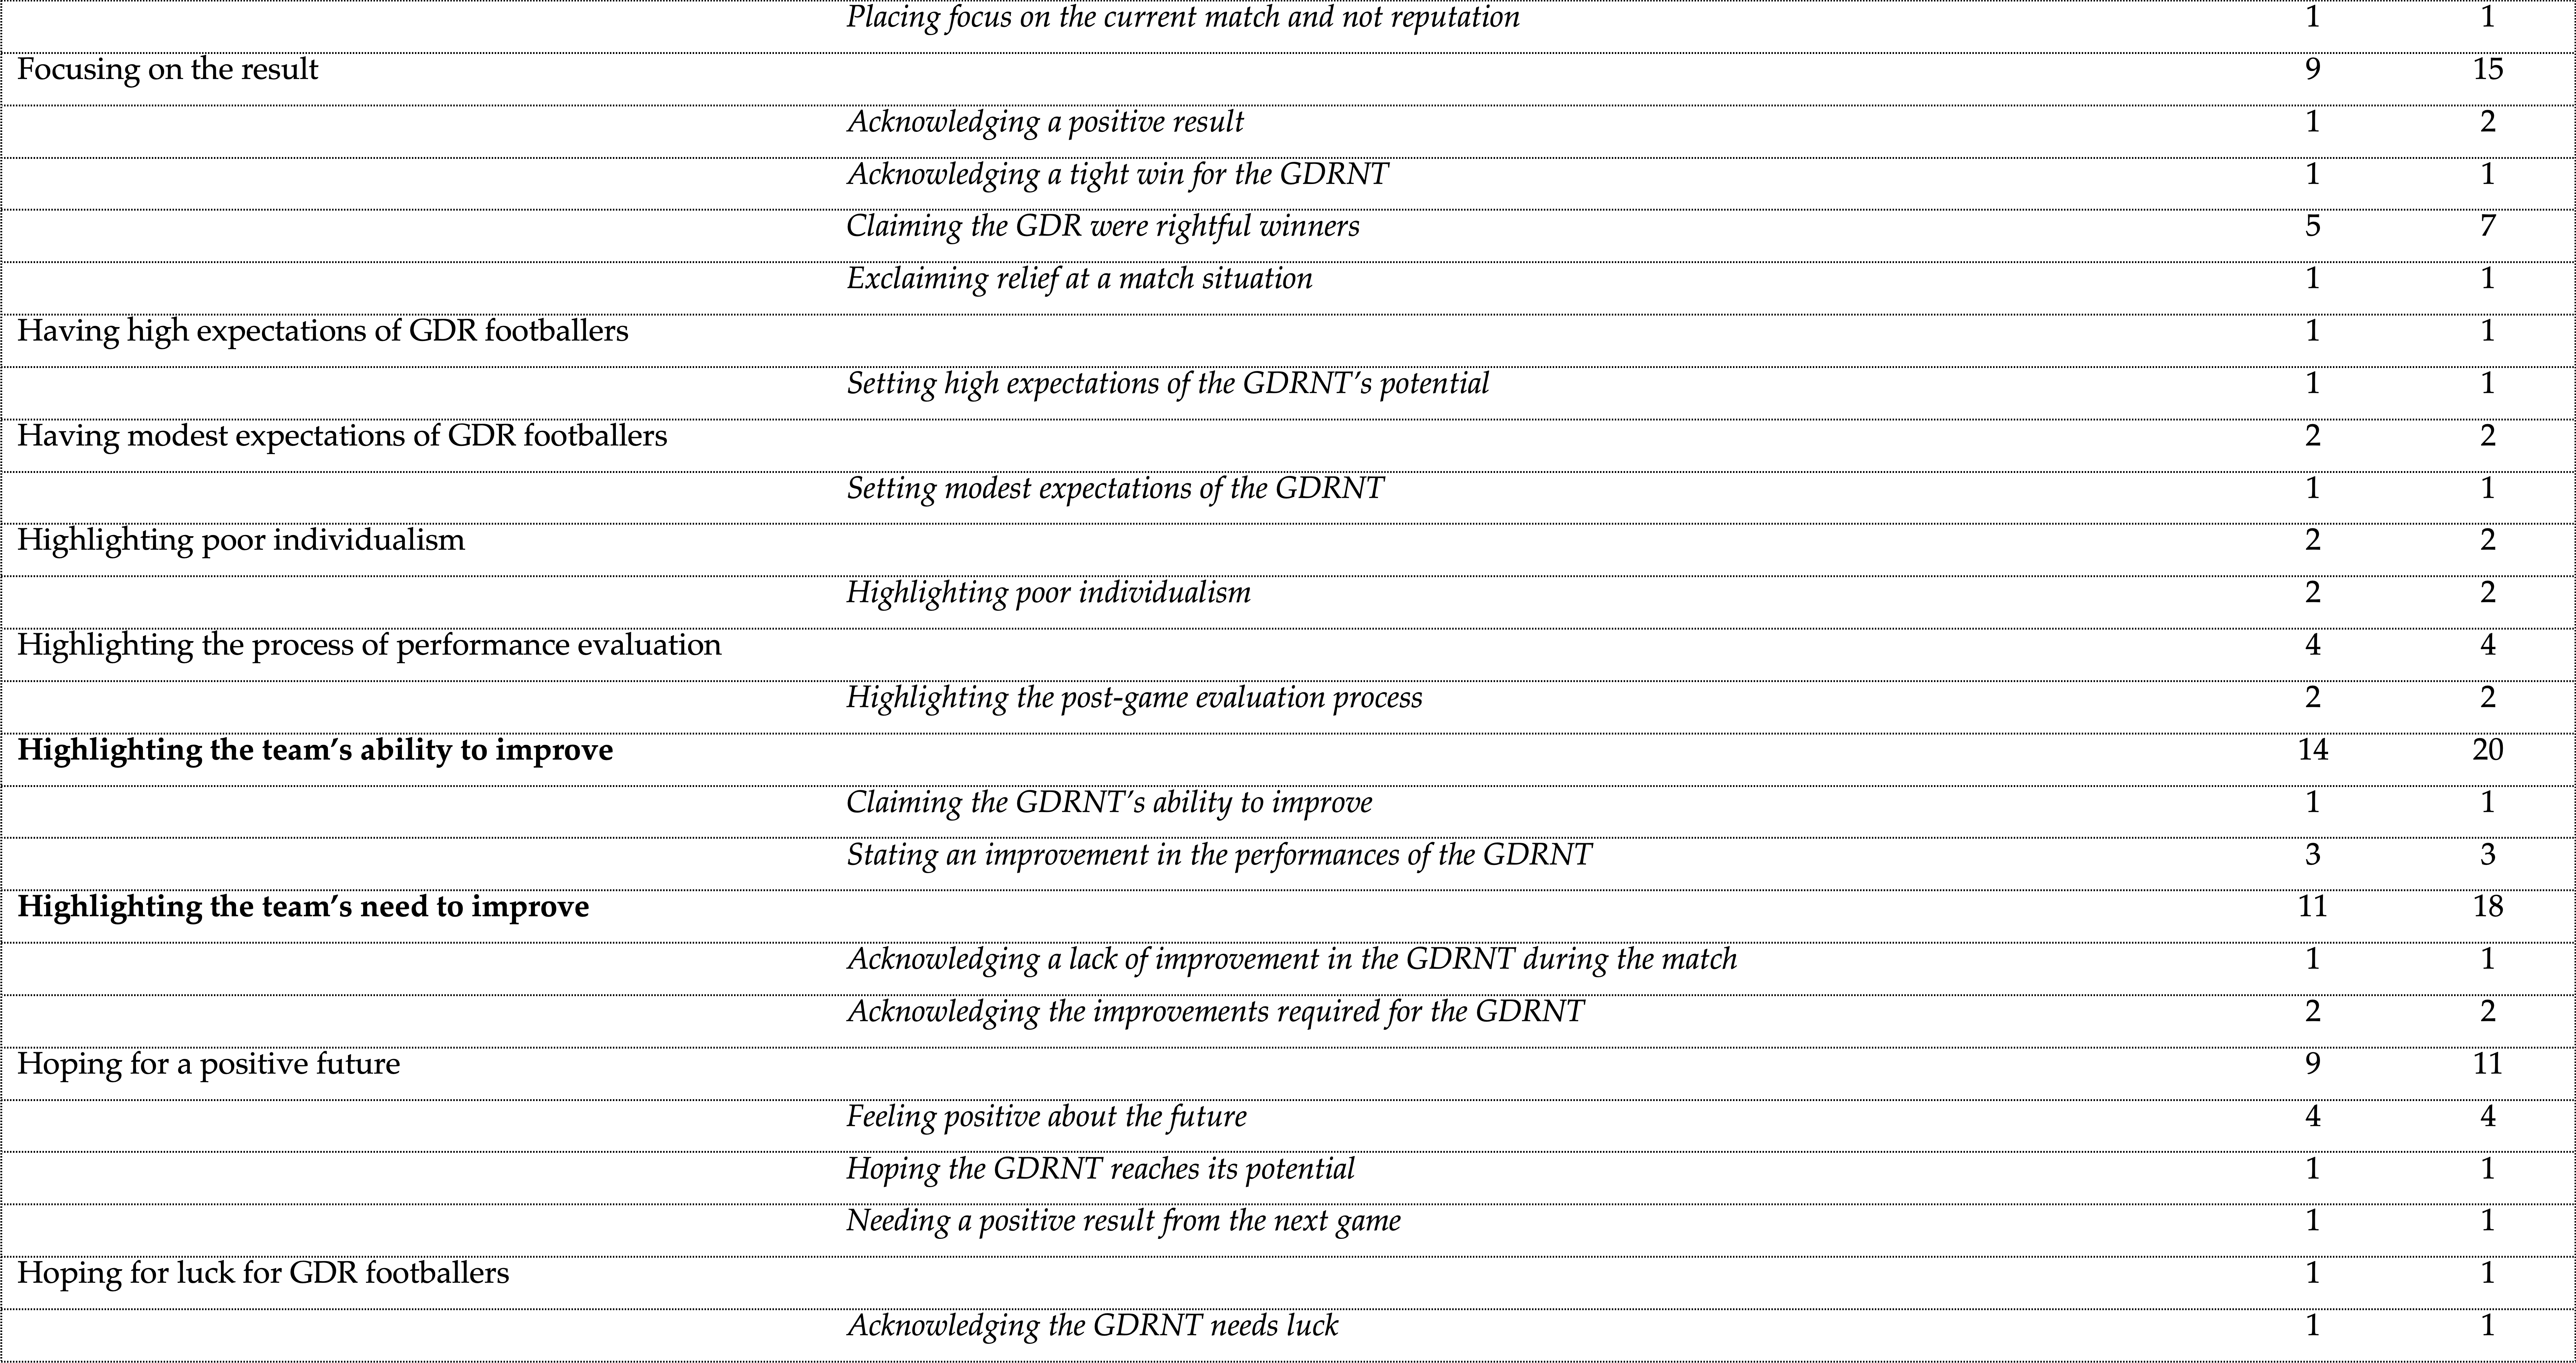 Placing focus on the current match and not reputation 1 1
Focusing on the result 9 15
Acknowledging a positive result 1 2
Acknowledging a tight win for the GDRNT 1 1
Claiming the GDR were rightful winners 5 7
Exclaiming relief at a match situation 1 1
Having high expectations of GDR footballers 1 1
Setting high expectations of the GDRNT’s potential 1 1
Having modest expectations of GDR footballers 2 2
Setting modest expectations of the GDRNT 1 1
Highlighting poor individualism 2 2
Highlighting poor individualism 2 2
Highlighting the process of performance evaluation 4 4
Highlighting the post-game evaluation process 2 2
Highlighting the team’s ability to improve 14 20
Claiming the GDRNT’s ability to improve 1 1
Stating an improvement in the performances of the GDRNT 3 3
Highlighting the team’s need to improve 11 18
Acknowledging a lack of improvement in the GDRNT during the match 1 1
Acknowledging the improvements required for the GDRNT 2 2
Hoping for a positive future 9 11
Feeling positive about the future 4 4
Hoping the GDRNT reaches its potential 1 1
Needing a positive result from the next game 1 1
Hoping for luck for GDR footballers 1 1
Acknowledging the GDRNT needs luck 1 1